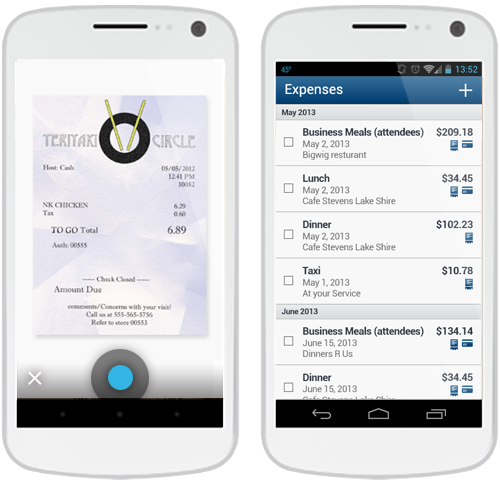 TERIYAKI CIRCLE
Host: Cash 05/08/2012
12:41 PM
10052
NK CHICKEN 6.29
Tax 0.60
TO GO Total 6.89
Auth: 00555
----- Check Closed -----
Amount Due
comments/Concerns with your visit!
Call us at 555-565-5756
Refer to store 00553
45°
13:52
Expenses
May 2013
Business Meals (attendees) $209.18
May 2, 2013
Bigwig resturant
Lunch $34.45
May 2, 2013
Cafe Stevens Lake Shire
Dinner $102.23
May 2, 2013
Cafe Stevens Lake Shire
Taxi $10.78
May 1, 2013
At your Service
June 2013
Business Meals (attendees) $134.14
June 15, 2013
Dinners R Us
Dinner $34.45
June 15, 2013
Cafe Stevens Lake Shire